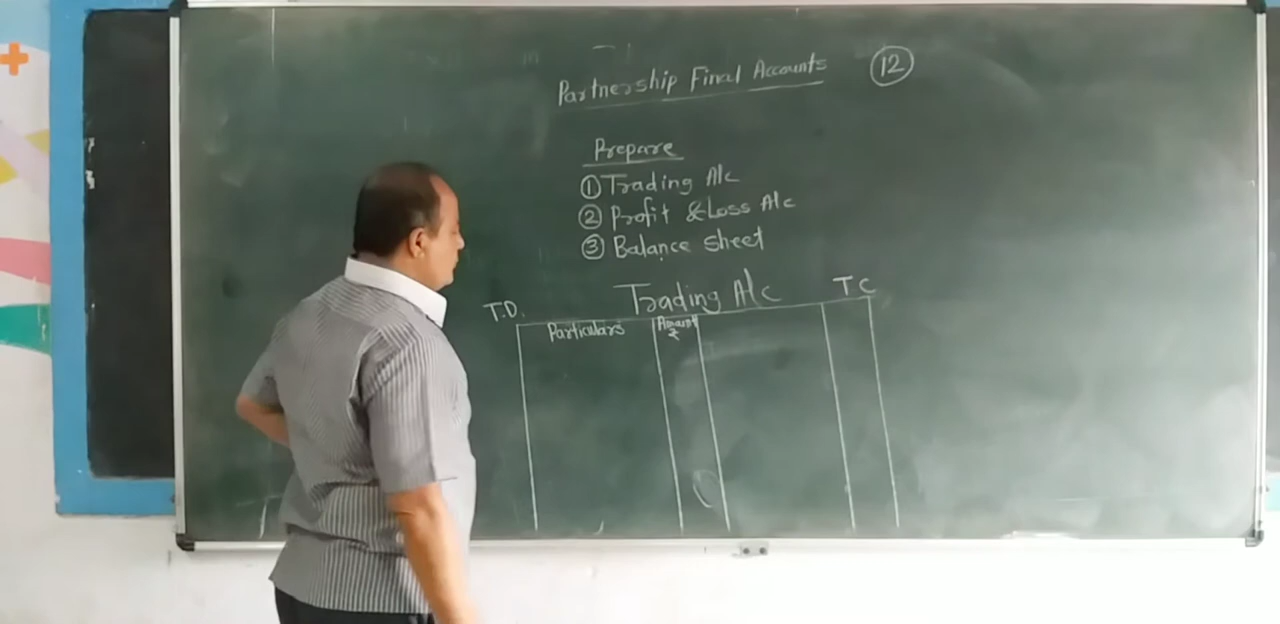 Partnership Final Accounts 12
Prepare
① Trading A/c
② Profit & Loss A/c
③ Balance sheet
T.D. Trading A/c T C
Particulars Amount
₹